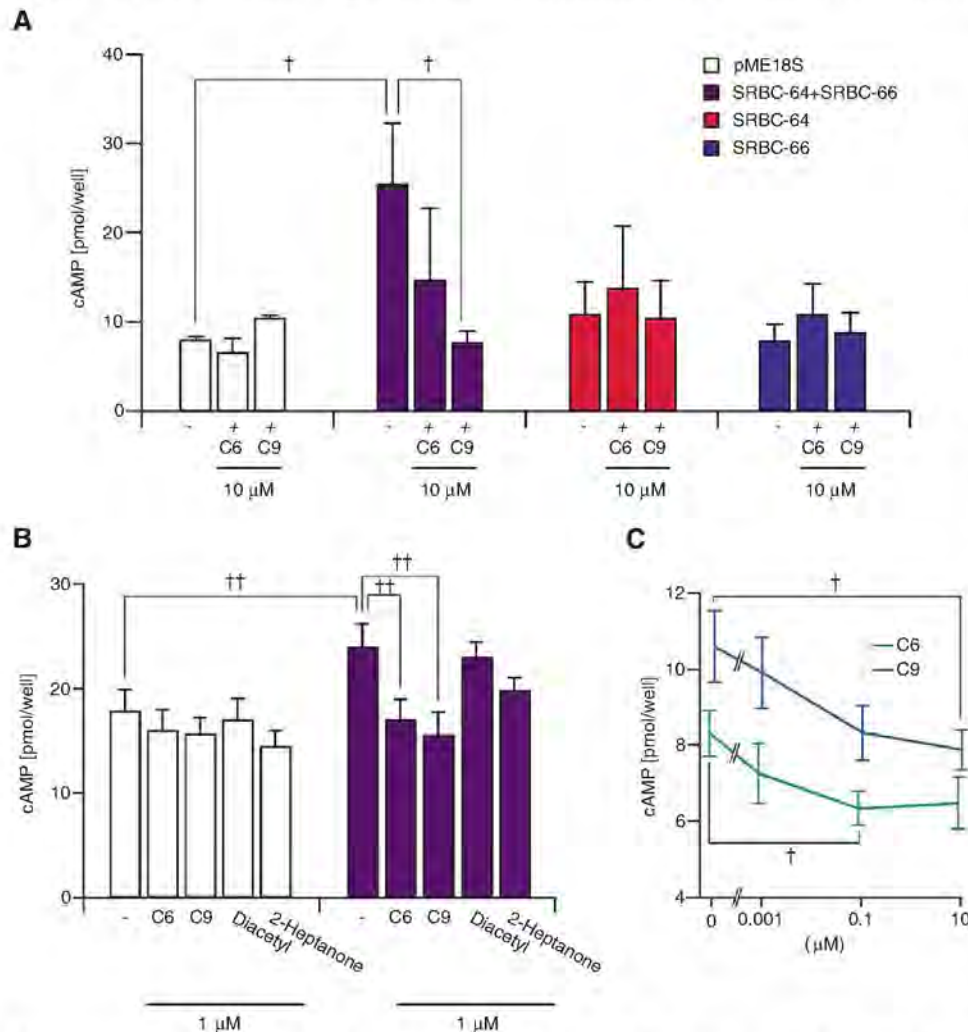 A
40
30
20
10
0
cAMP [pmol/well]
†
†
pME18S
SRBC-64+SRBC-66
SRBC-64
SRBC-66
- + + - + + - + + - + +
C6 C9 C6 C9 C6 C9 C6 C9
10 µM 10 µM 10 µM 10 µM
B
30
20
10
0
cAMP [pmol/well]
††
††
††
- C6 C9 Diacetyl 2-Heptanone - C6 C9 Diacetyl 2-Heptanone
1 µM 1 µM
C
12
10
8
6
4
cAMP [pmol/well]
†
C6
C9
†
0 0.001 0.1 10
(µM)